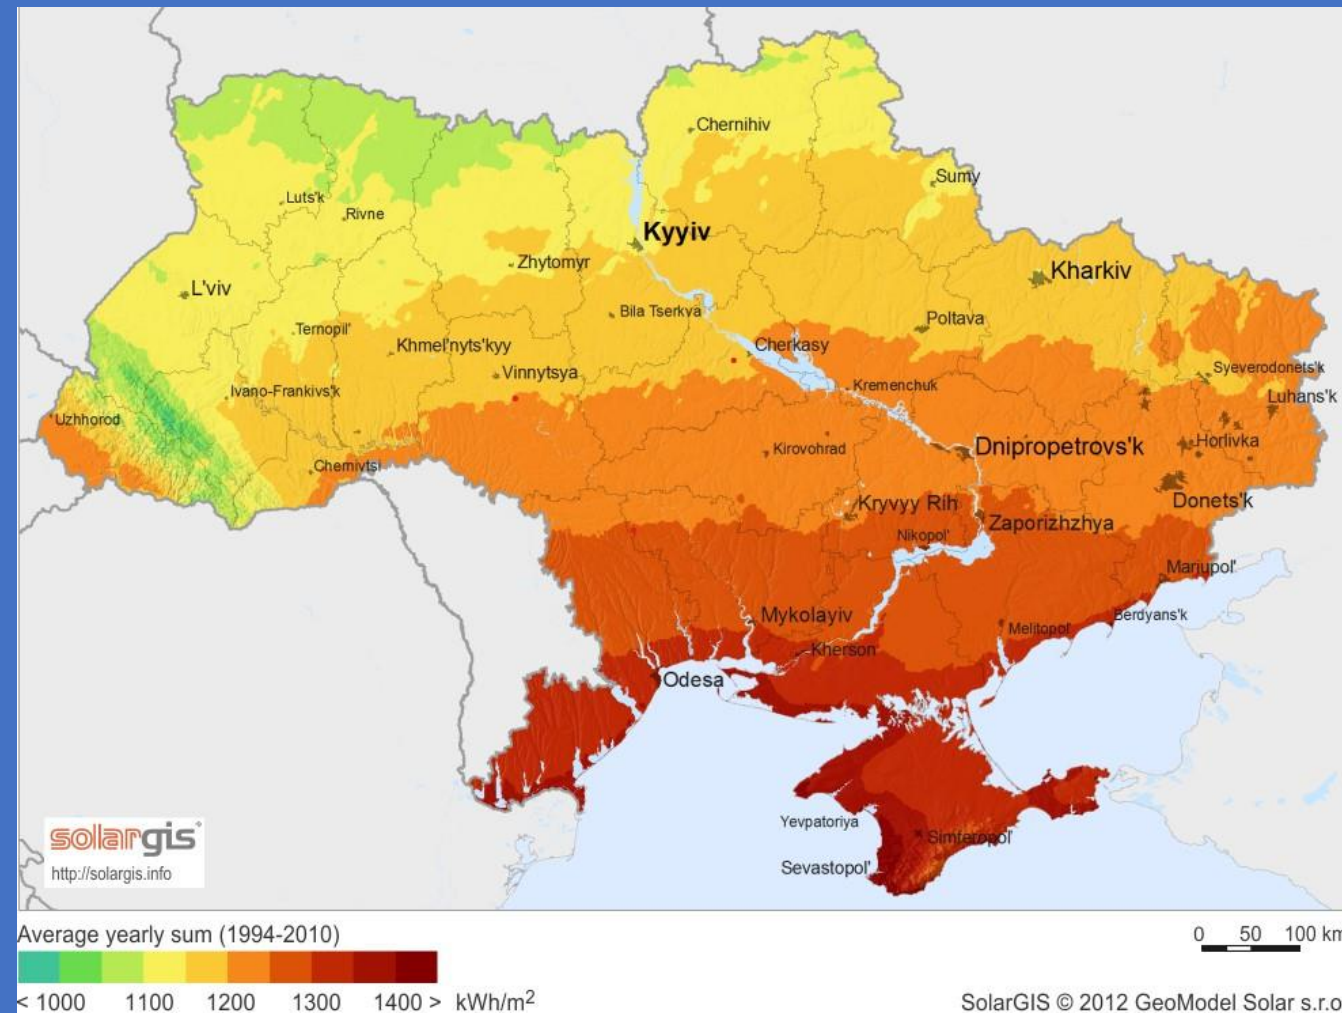 Chernihiv
Sumy
Luts'k
Rivne
Kyyiv
Zhytomyr
Kharkiv
L'viv
Bila Tserkva
Poltava
Ternopil'
Khmel'nyts'kyy
Cherkasy
Vinnytsya
Syeverodonets'k
Ivano-Frankivs'k
Kremenchuk
Luhans'k
Uzhhorod
Horlivka
Dnipropetrovs'k
Kirovohrad
Chernivtsi
Donets'k
Kryvyy Rih
Zaporizhzhya
Nikopol'
Mariupol'
Mykolayiv
Berdyans'k
Melitopol'
Kherson
Odesa
Yevpatoriya
Simferopol'
Sevastopol'
solargis
http://solargis.info
Average yearly sum (1994-2010)
0 50 100 km
< 1000 1100 1200 1300 1400 > kWh/m2
SolarGIS © 2012 GeoModel Solar s.r.o